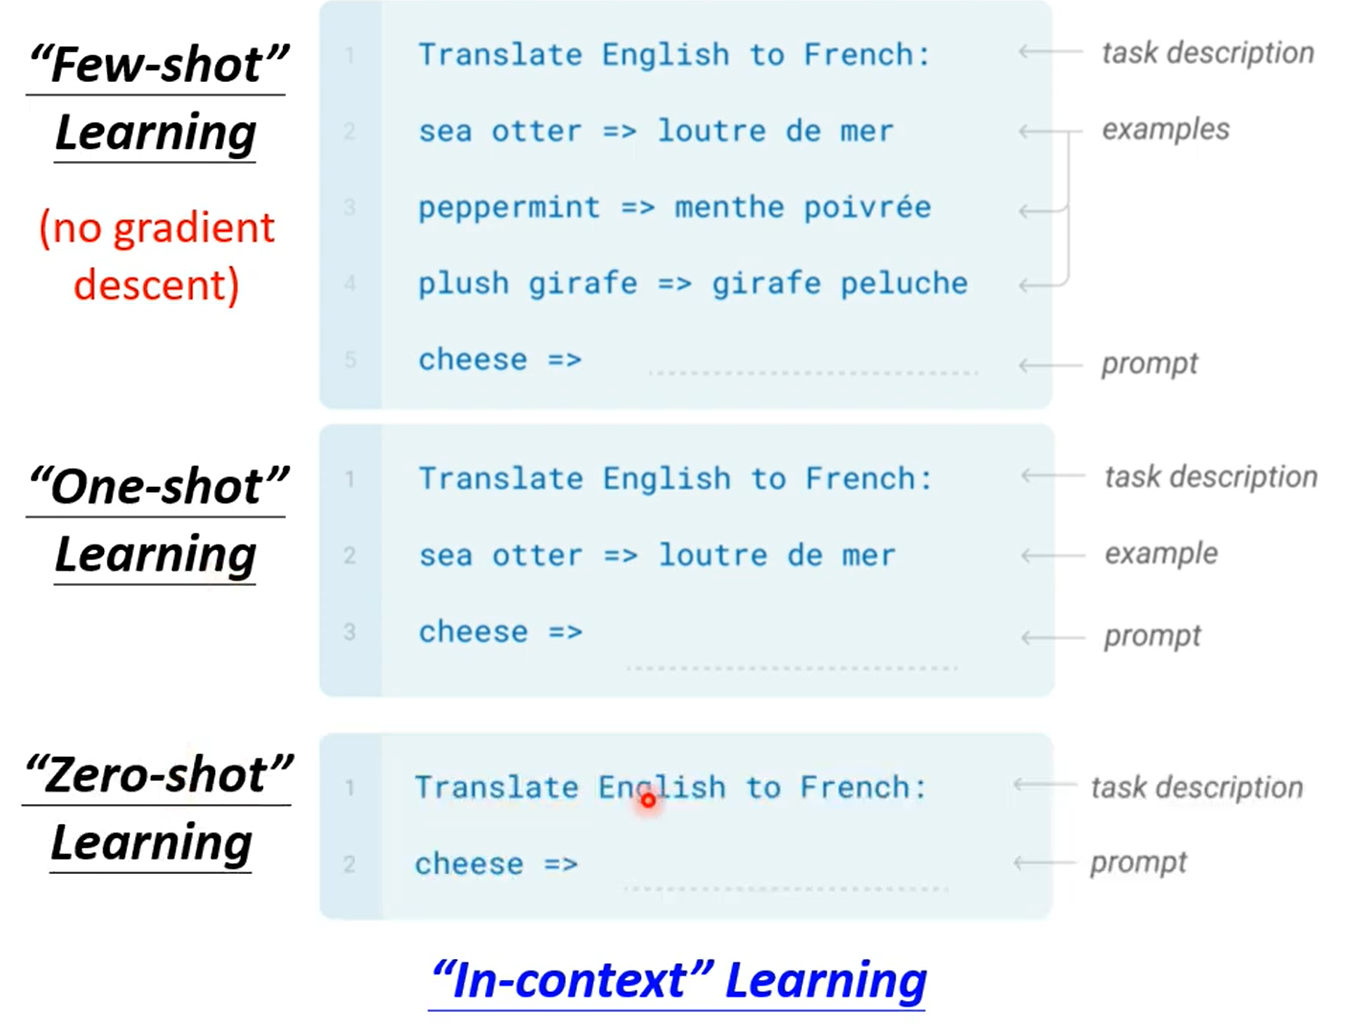 “Few-shot”
Learning
(no gradient
descent)
1 Translate English to French: task description
2 sea otter => loutre de mer examples
3 peppermint => menthe poivrée
4 plush girafe => girafe peluche
5 cheese => prompt
“One-shot”
Learning
1 Translate English to French: task description
2 sea otter => loutre de mer example
3 cheese => prompt
“Zero-shot”
Learning
1 Translate English to French: task description
2 cheese => prompt
“In-context” Learning